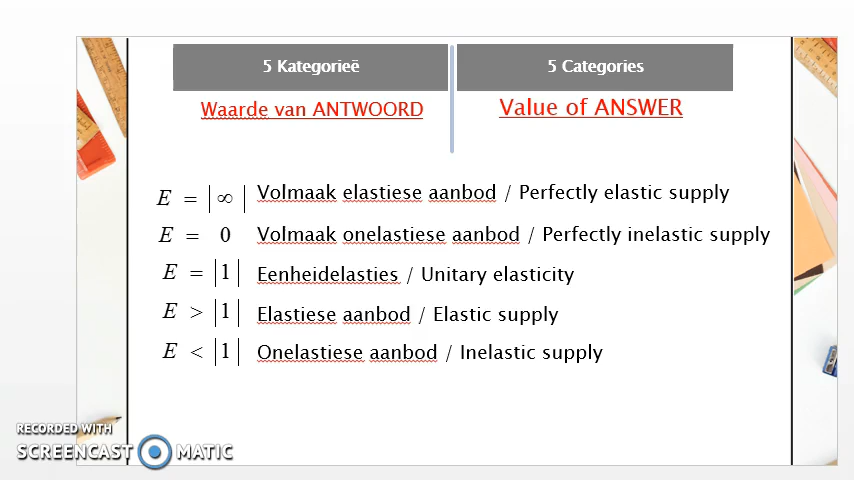 5 Kategorieë
5 Categories
Waarde van ANTWOORD
Value of ANSWER
E = |∞| Volmaak elastiese aanbod / Perfectly elastic supply
E = 0 Volmaak onelastiese aanbod / Perfectly inelastic supply
E = |1| Eenheidelasties / Unitary elasticity
E > |1| Elastiese aanbod / Elastic supply
E < |1| Onelastiese aanbod / Inelastic supply
RECORDED WITH
SCREENCAST MATIC